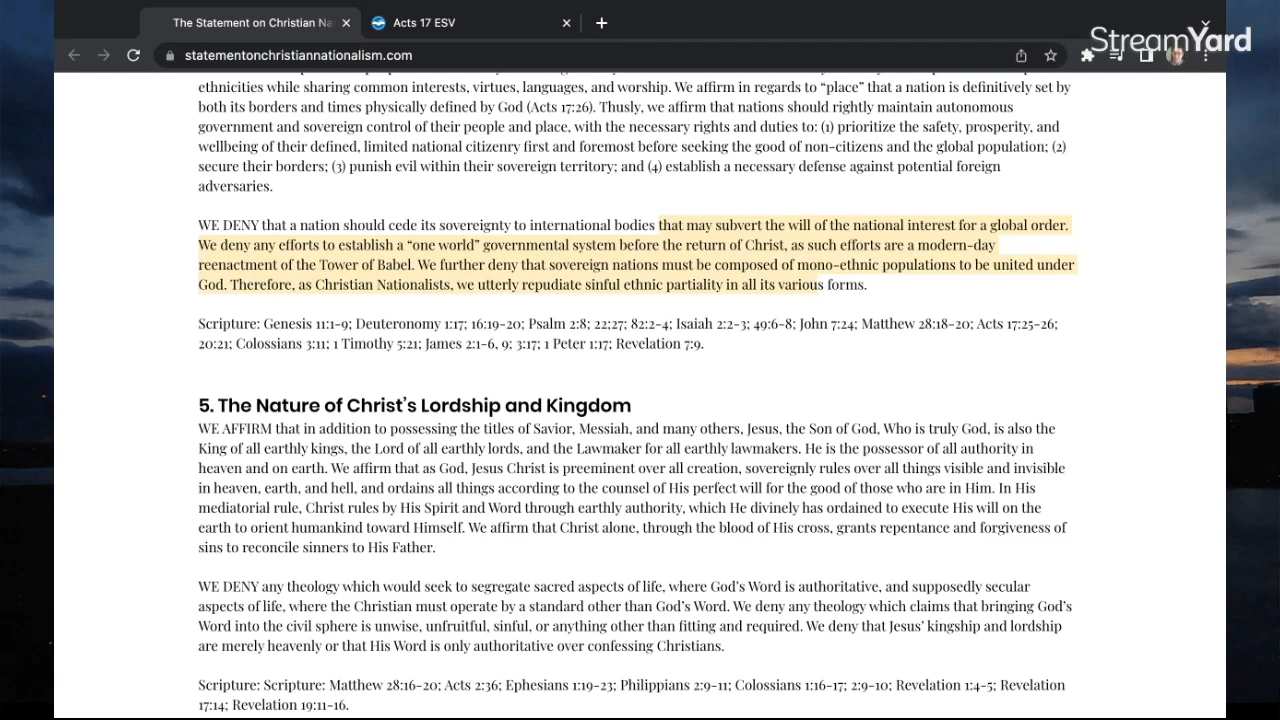 The Statement on Christian Na
Acts 17 ESV
StreamYard
statementonchristiannationalism.com
ethnicities while sharing common interests, virtues, languages, and worship. We affirm in regards to “place” that a nation is definitively set by
both its borders and times physically defined by God (Acts 17:26). Thusly, we affirm that nations should rightly maintain autonomous
government and sovereign control of their people and place, with the necessary rights and duties to: (1) prioritize the safety, prosperity, and
wellbeing of their defined, limited national citizenry first and foremost before seeking the good of non-citizens and the global population; (2)
secure their borders; (3) punish evil within their sovereign territory; and (4) establish a necessary defense against potential foreign
adversaries.
WE DENY that a nation should cede its sovereignty to international bodies that may subvert the will of the national interest for a global order.
We deny any efforts to establish a “one world” governmental system before the return of Christ, as such efforts are a modern-day
reenactment of the Tower of Babel. We further deny that sovereign nations must be composed of mono-ethnic populations to be united under
God. Therefore, as Christian Nationalists, we utterly repudiate sinful ethnic partiality in all its various forms.
Scripture: Genesis 11:1-9; Deuteronomy 1:17; 16:19-20; Psalm 2:8; 22;27; 82:2-4; Isaiah 2:2-3; 49:6-8; John 7:24; Matthew 28:18-20; Acts 17:25-26;
20:21; Colossians 3:11; 1 Timothy 5:21; James 2:1-6, 9; 3:17; 1 Peter 1:17; Revelation 7:9.
5. The Nature of Christ’s Lordship and Kingdom
WE AFFIRM that in addition to possessing the titles of Savior, Messiah, and many others, Jesus, the Son of God, Who is truly God, is also the
King of all earthly kings, the Lord of all earthly lords, and the Lawmaker for all earthly lawmakers. He is the possessor of all authority in
heaven and on earth. We affirm that as God, Jesus Christ is preeminent over all creation, sovereignly rules over all things visible and invisible
in heaven, earth, and hell, and ordains all things according to the counsel of His perfect will for the good of those who are in Him. In His
mediatorial rule, Christ rules by His Spirit and Word through earthly authority, which He divinely has ordained to execute His will on the
earth to orient humankind toward Himself. We affirm that Christ alone, through the blood of His cross, grants repentance and forgiveness of
sins to reconcile sinners to His Father.
WE DENY any theology which would seek to segregate sacred aspects of life, where God’s Word is authoritative, and supposedly secular
aspects of life, where the Christian must operate by a standard other than God’s Word. We deny any theology which claims that bringing God’s
Word into the civil sphere is unwise, unfruitful, sinful, or anything other than fitting and required. We deny that Jesus’ kingship and lordship
are merely heavenly or that His Word is only authoritative over confessing Christians.
Scripture: Scripture: Matthew 28:16-20; Acts 2:36; Ephesians 1:19-23; Philippians 2:9-11; Colossians 1:16-17; 2:9-10; Revelation 1:4-5; Revelation
17:14; Revelation 19:11-16.